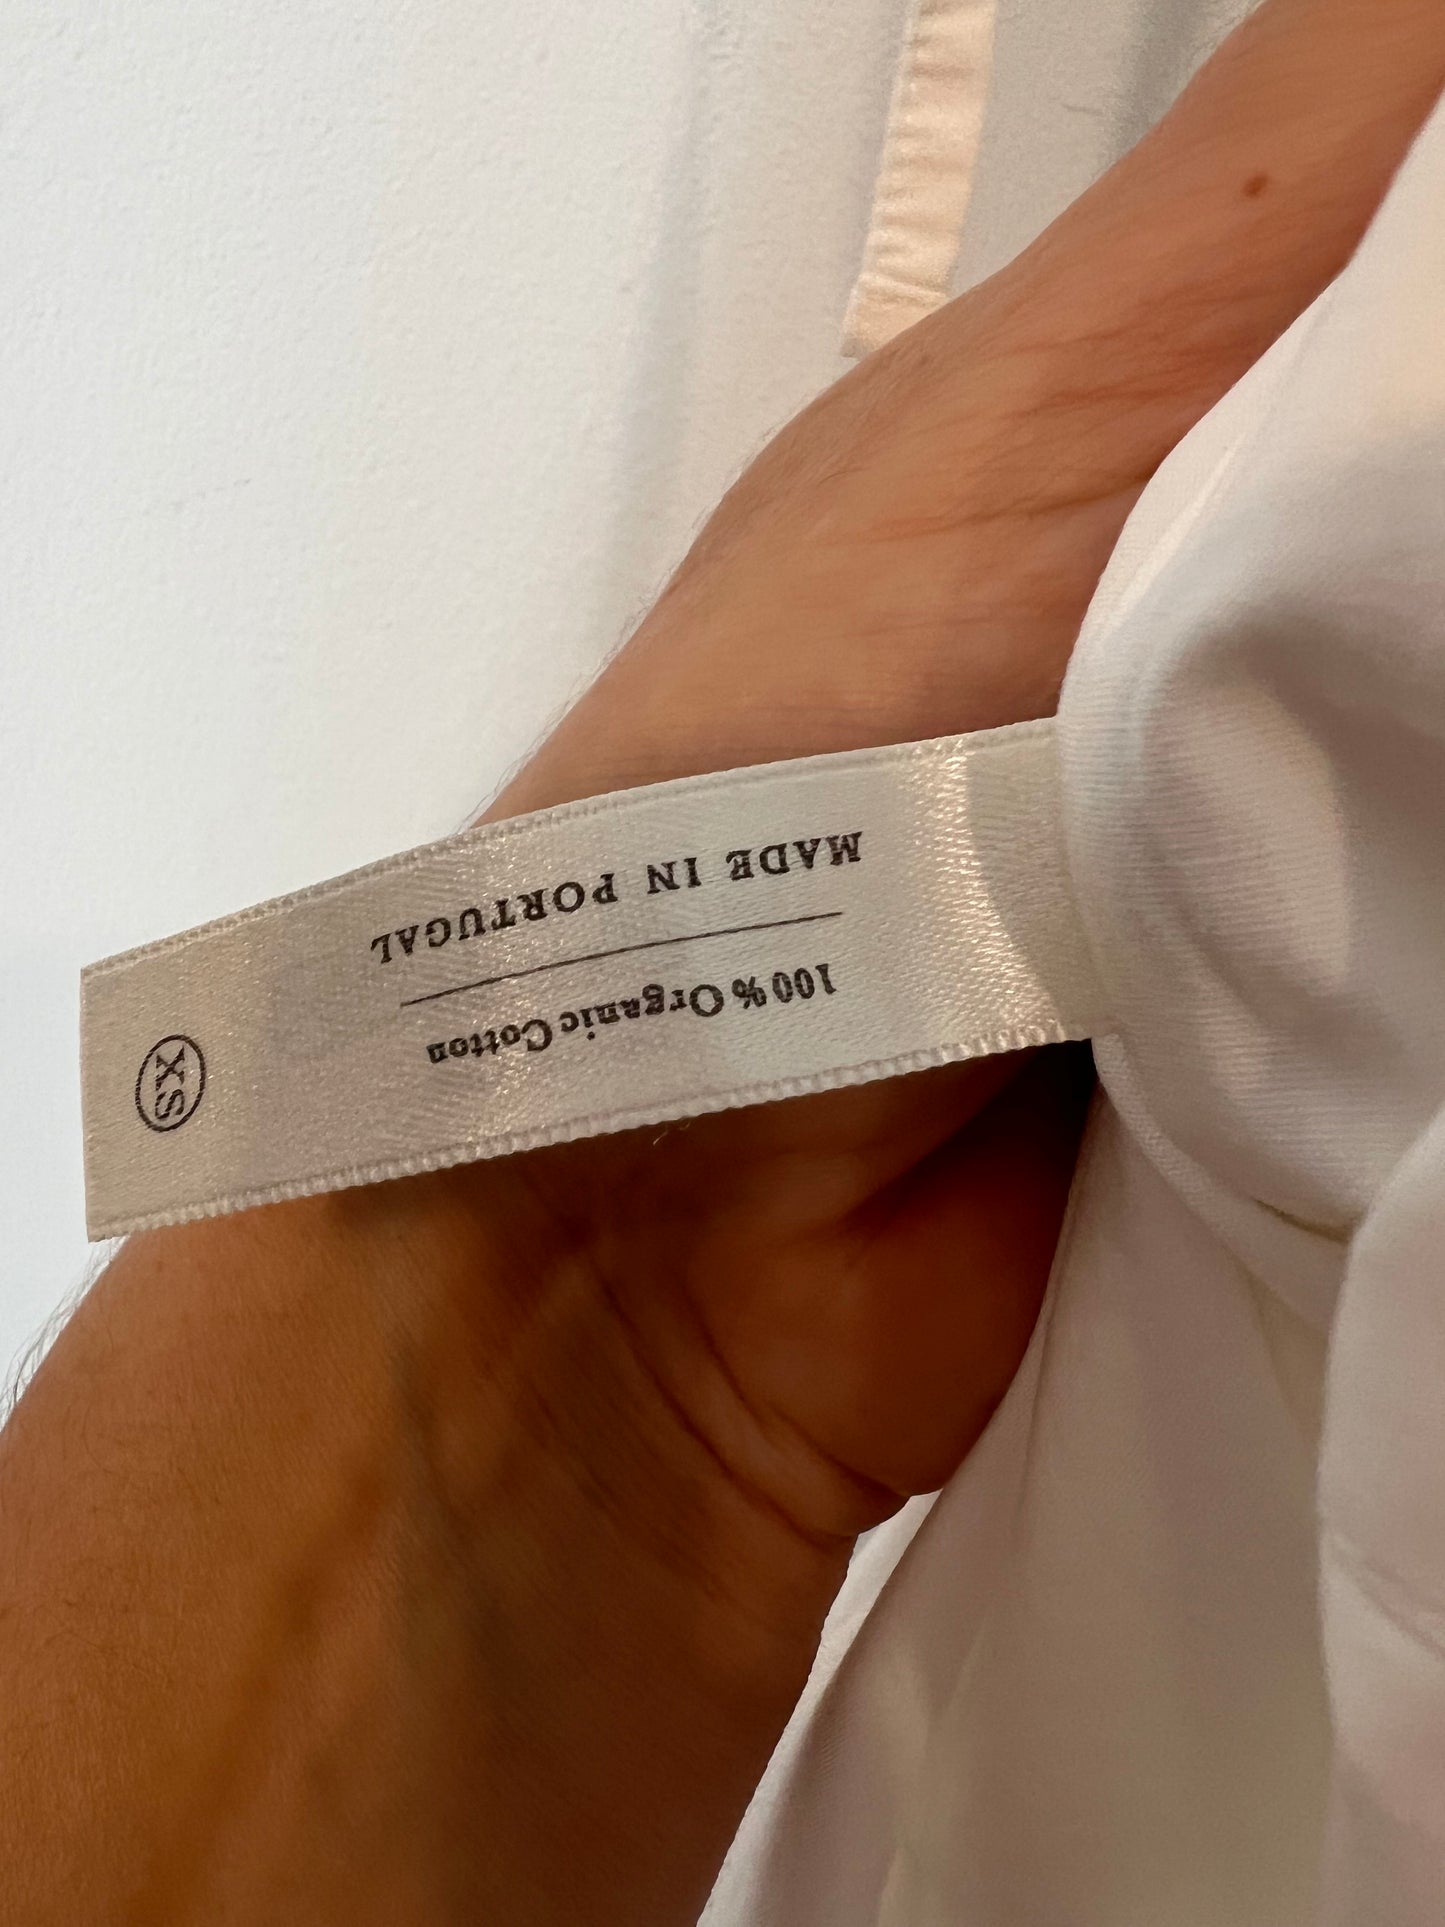 MADE IN PORTUGAL
100% Organic Cotton
XS